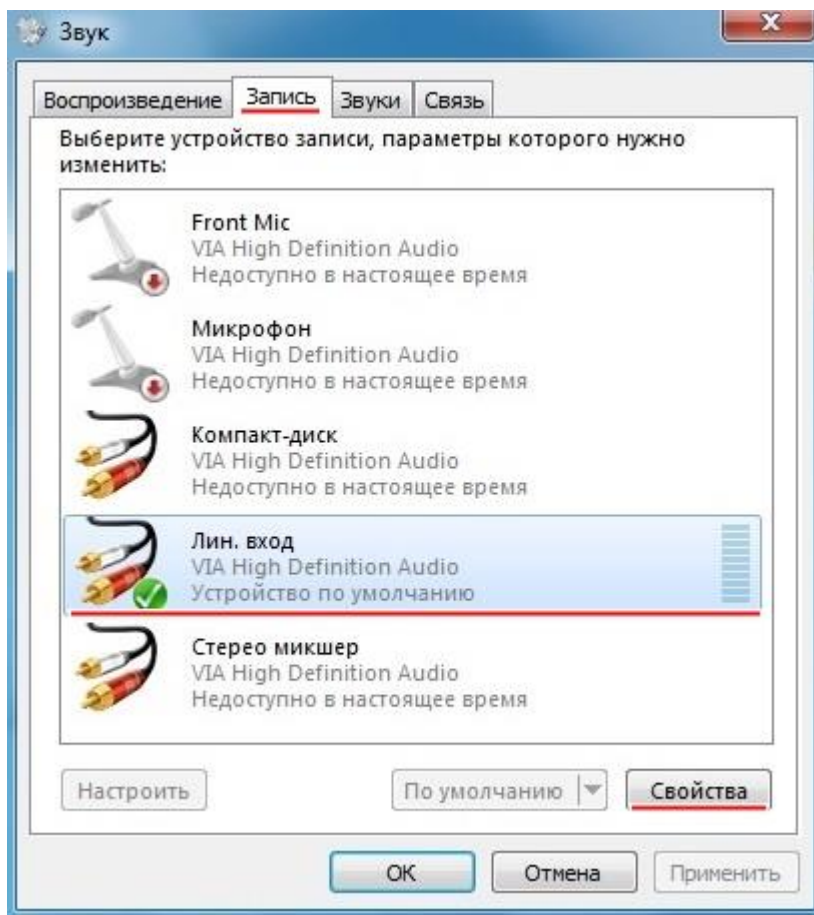 Звук
Воспроизведение Запись Звуки Связь
Выберите устройство записи, параметры которого нужно
изменить:
Front Mic
VIA High Definition Audio
Недоступно в настоящее время
Микрофон
VIA High Definition Audio
Недоступно в настоящее время
Компакт-диск
VIA High Definition Audio
Недоступно в настоящее время
Лин. вход
VIA High Definition Audio
Устройство по умолчанию
Стерео микшер
VIA High Definition Audio
Недоступно в настоящее время
Настроить По умолчанию Свойства
ОК Отмена Применить